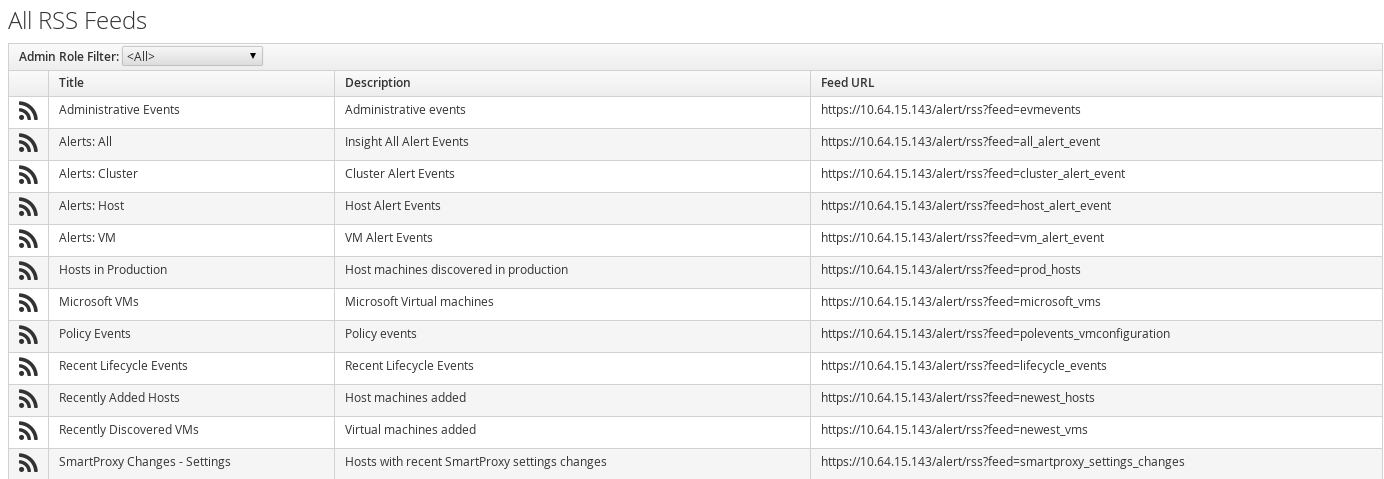 All RSS Feeds
Admin Role Filter: <All>
Title Description Feed URL
Administrative Events Administrative events https://10.64.15.143/alert/rss?feed=evmevents
Alerts: All Insight All Alert Events https://10.64.15.143/alert/rss?feed=all_alert_event
Alerts: Cluster Cluster Alert Events https://10.64.15.143/alert/rss?feed=cluster_alert_event
Alerts: Host Host Alert Events https://10.64.15.143/alert/rss?feed=host_alert_event
Alerts: VM VM Alert Events https://10.64.15.143/alert/rss?feed=vm_alert_event
Hosts in Production Host machines discovered in production https://10.64.15.143/alert/rss?feed=prod_hosts
Microsoft VMs Microsoft Virtual machines https://10.64.15.143/alert/rss?feed=microsoft_vms
Policy Events Policy events https://10.64.15.143/alert/rss?feed=polevents_vmconfiguration
Recent Lifecycle Events Recent Lifecycle Events https://10.64.15.143/alert/rss?feed=lifecycle_events
Recently Added Hosts Host machines added https://10.64.15.143/alert/rss?feed=newest_hosts
Recently Discovered VMs Virtual machines added https://10.64.15.143/alert/rss?feed=newest_vms
SmartProxy Changes - Settings Hosts with recent SmartProxy settings changes https://10.64.15.143/alert/rss?feed=smartproxy_settings_changes